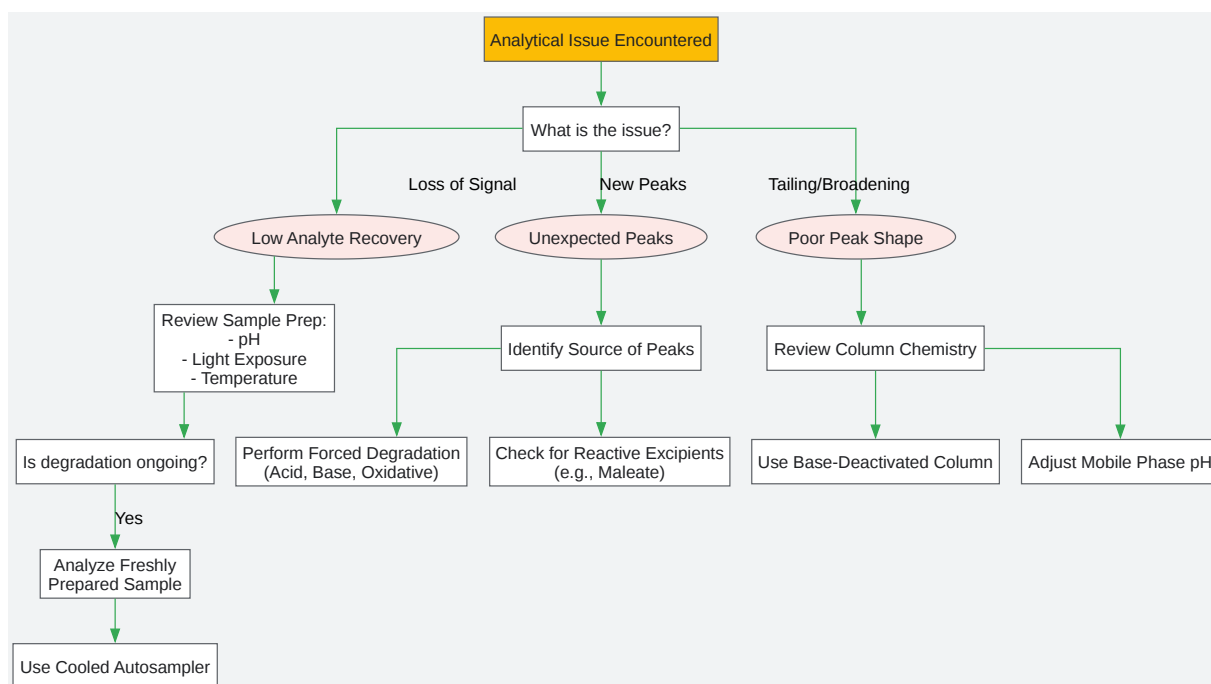 Analytical Issue Encountered
What is the issue?
Loss of Signal
New Peaks
Tailing/Broadening
Low Analyte Recovery
Unexpected Peaks
Poor Peak Shape
Review Sample Prep:
- pH
- Light Exposure
- Temperature
Identify Source of Peaks
Review Column Chemistry
Is degradation ongoing?
Perform Forced Degradation
(Acid, Base, Oxidative)
Check for Reactive Excipients
(e.g., Maleate)
Use Base-Deactivated Column
Adjust Mobile Phase pH
Yes
Analyze Freshly
Prepared Sample
Use Cooled Autosampler